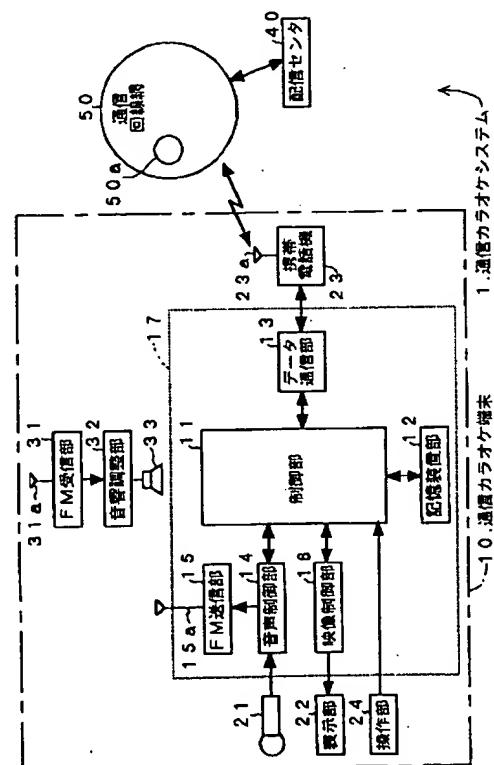 31a
FM受信部
31
音響調整部
32
33
50
通信
回線網
50a
配信センタ
40
23a
携帯
電話機
23
17
データ
通信部
13
11
制御部
記憶装置部
12
15a
FM送信部
15
音声制御部
14
映像制御部
16
21
表示部
22
操作部
24
10.通信カラオケ端末
1.通信カラオケシステム